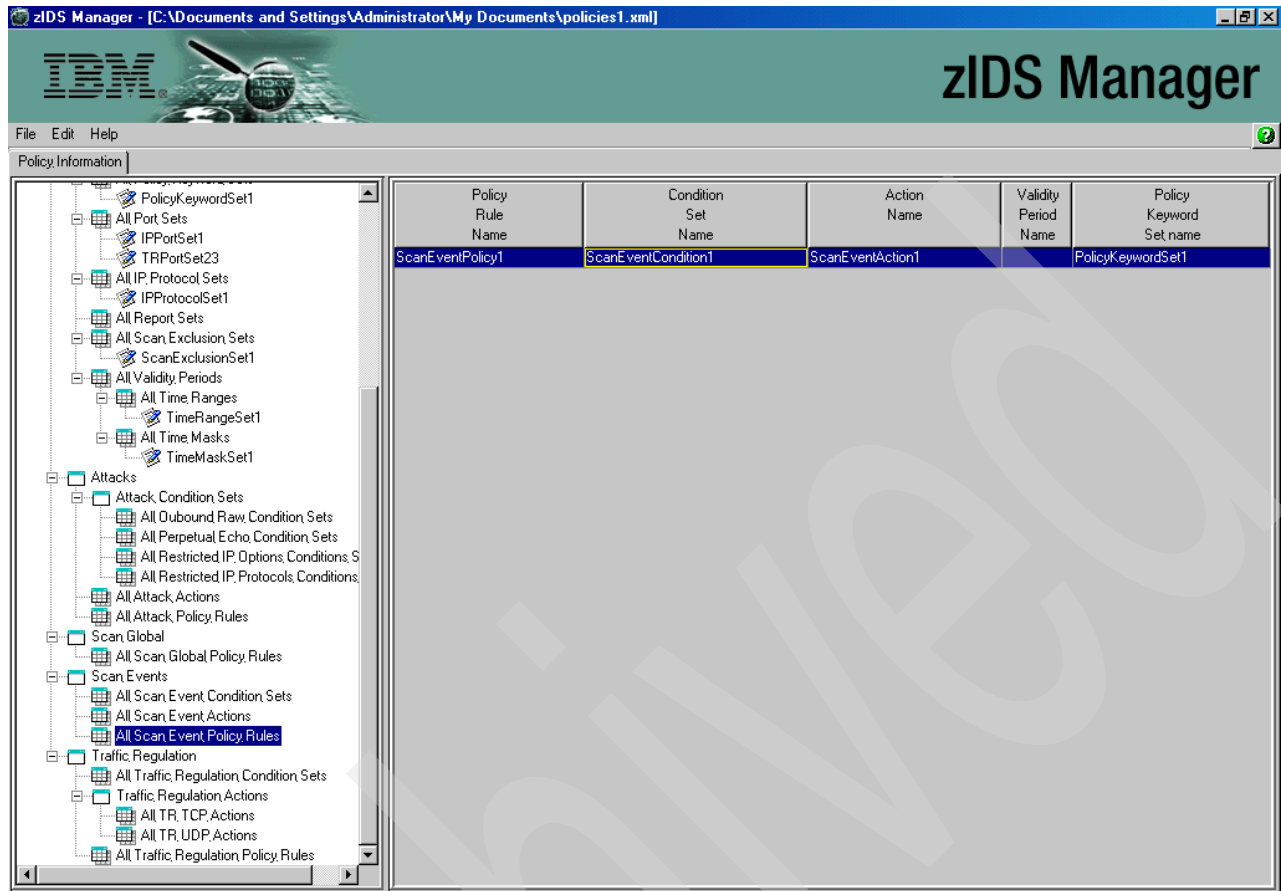 zIDS Manager - [C:\Documents and Settings\Administrator\My Documents\policies1.xml]
IBM
zIDS Manager
File Edit Help
Policy Information
PolicyKeywordSet1
All Port Sets
IPPortSet1
TRPortSet23
All IP Protocol Sets
IPProtocolSet1
All Report Sets
All Scan Exclusion Sets
ScanExclusionSet1
All Validity Periods
All Time Ranges
TimeRangeSet1
All Time Masks
TimeMaskSet1
Attacks
Attack Condition Sets
All Oubound Raw Condition Sets
All Perpetual Echo Condition Sets
All Restricted IP Options Conditions S
All Restricted IP Protocols Conditions
All Attack Actions
All Attack Policy Rules
Scan Global
All Scan Global Policy Rules
Scan Events
All Scan Event Condition Sets
All Scan Event Actions
All Scan Event Policy Rules
Traffic Regulation
All Traffic Regulation Condition Sets
Traffic Regulation Actions
All TR TCP Actions
All TR UDP Actions
All Traffic Regulation Policy Rules
Policy Rule Name
Condition Set Name
Action Name
Validity Period Name
Policy Keyword Set name
ScanEventPolicy1 ScanEventCondition1 ScanEventAction1 PolicyKeywordSet1